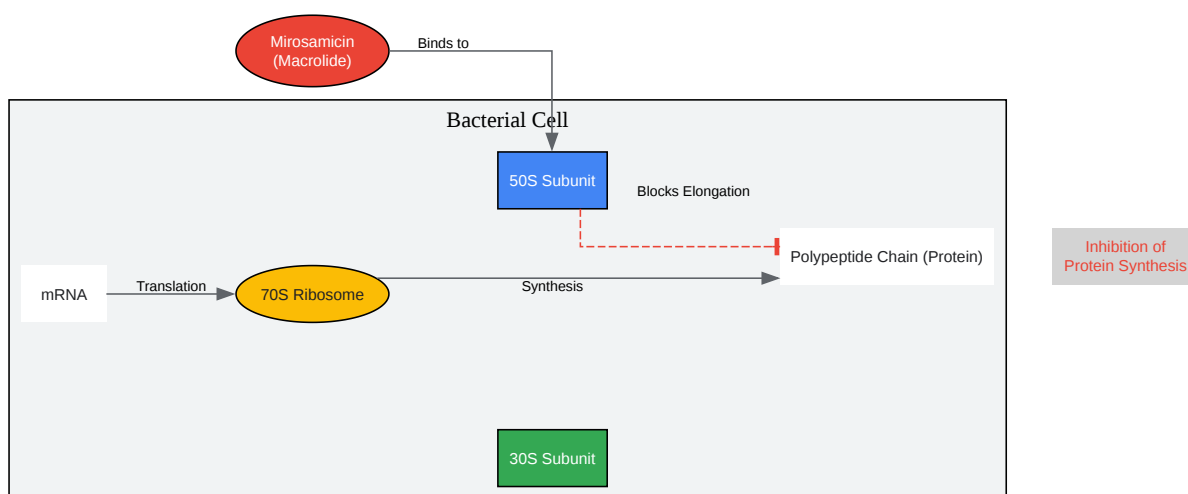 Mirosamicin
(Macrolide)
Binds to
Bacterial Cell
50S Subunit
Blocks Elongation
Polypeptide Chain (Protein)
Inhibition of
Protein Synthesis
mRNA
Translation
70S Ribosome
Synthesis
30S Subunit